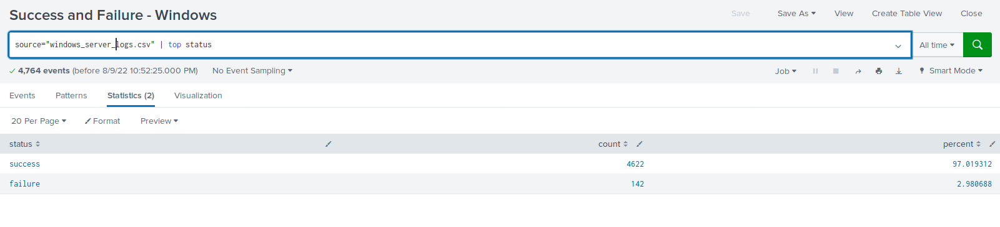 Success and Failure - Windows
Save Save As View Create Table View Close
source="windows_server_logs.csv" | top status
All time
4,764 events (before 8/9/22 10:52:25.000 PM) No Event Sampling Job Smart Mode
Events Patterns Statistics (2) Visualization
20 Per Page Format Preview
status count percent
success 4622 97.019312
failure 142 2.980688